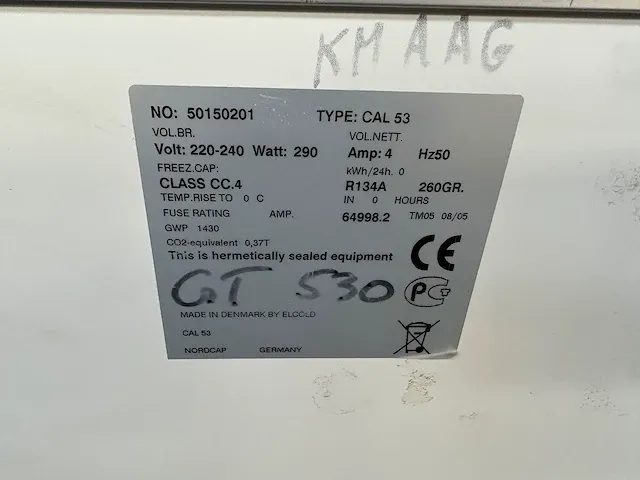 KMAAG
NO: 50150201 TYPE: CAL 53
VOL.BR. VOL.NETT.
Volt: 220-240 Watt: 290 Amp: 4 Hz50
FREEZ.CAP: kWh/24h. 0
CLASS CC.4 R134A 260GR.
TEMP.RISE TO 0 C IN 0 HOURS
FUSE RATING AMP. 64998.2 TM05 08/05
GWP 1430
CO2-equivalent 0,37T
This is hermetically sealed equipment CE
GT 530 PC
MADE IN DENMARK BY ELCOLD
CAL 53
NORDCAP GERMANY